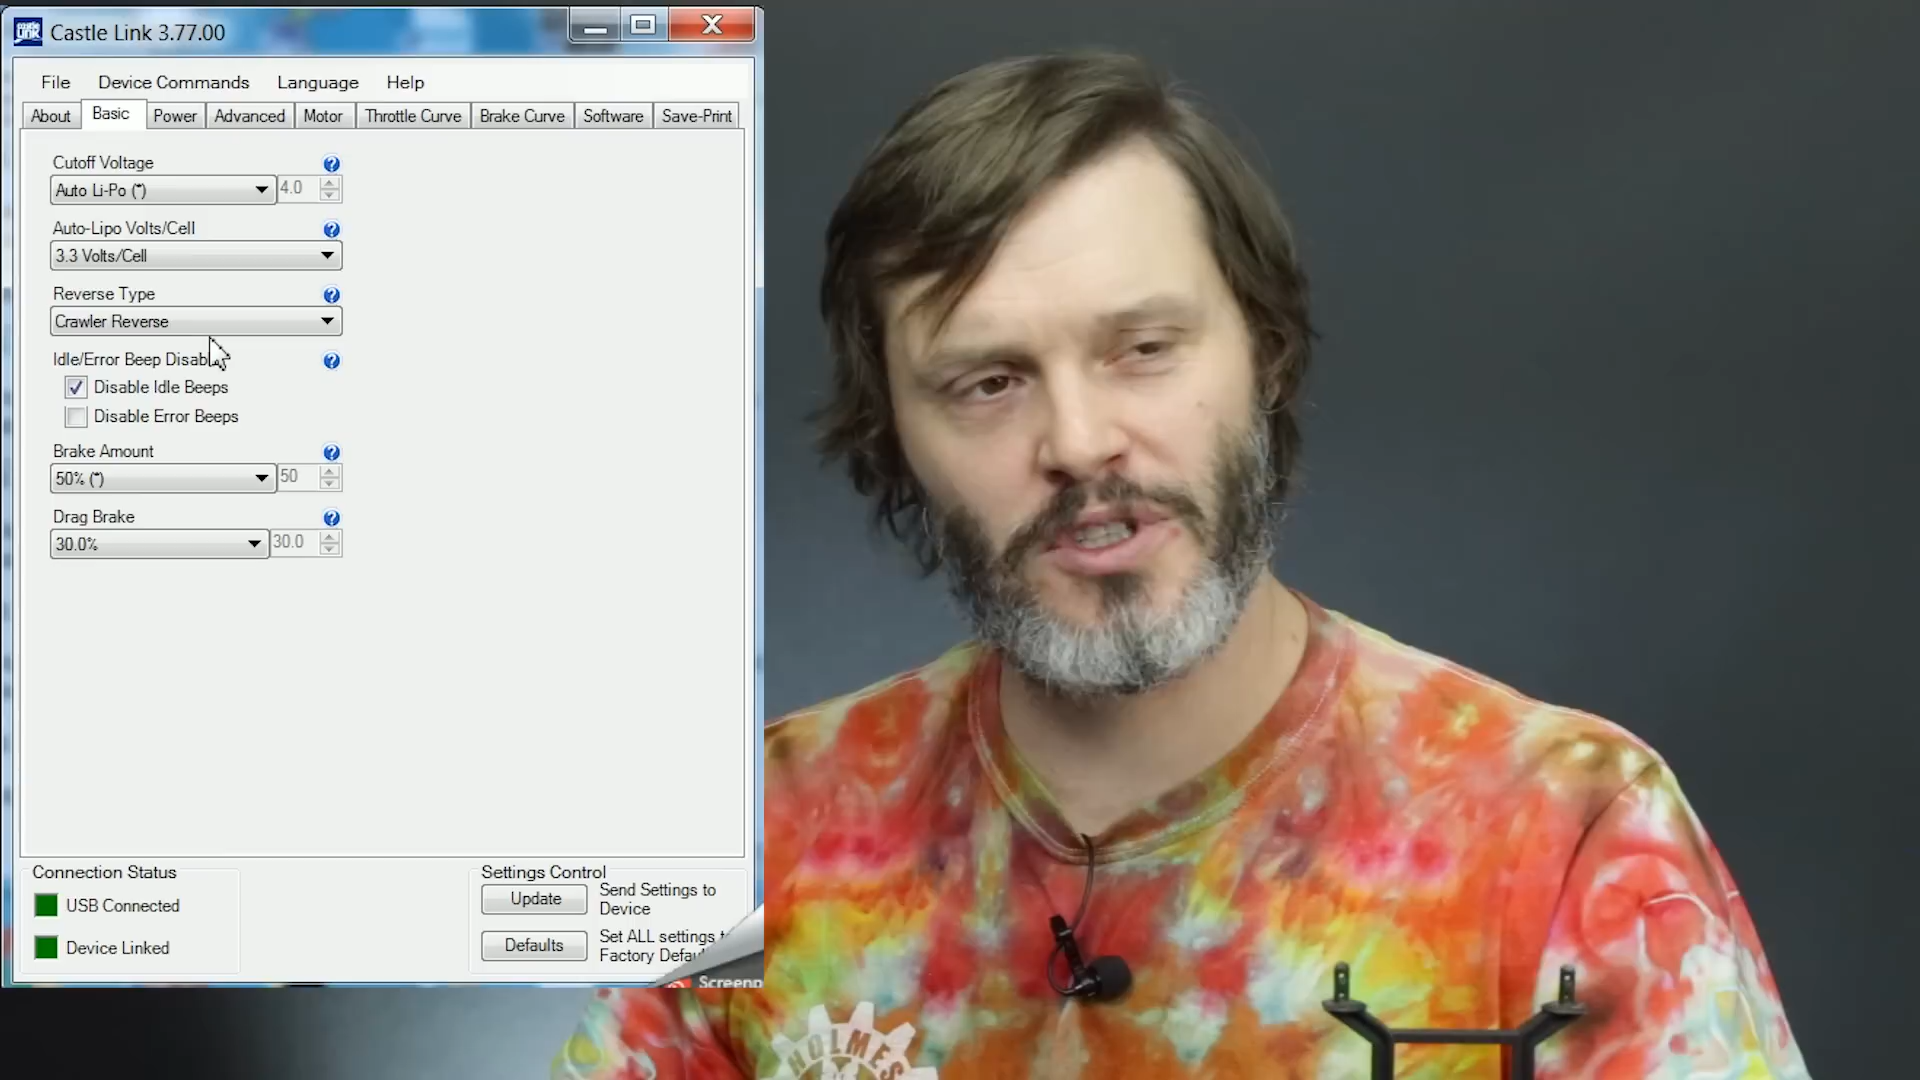 Castle Link 3.77.00
File Device Commands Language Help
About Basic Power Advanced Motor Throttle Curve Brake Curve Software Save-Print
Cutoff Voltage
Auto Li-Po (*) 4.0
Auto-Lipo Volts/Cell
3.3 Volts/Cell
Reverse Type
Crawler Reverse
Idle/Error Beep Disab
Disable Idle Beeps
Disable Error Beeps
Brake Amount
50% (*) 50
Drag Brake
30.0% 30.0
Connection Status
USB Connected
Device Linked
Settings Control
Update Send Settings to
Device
Defaults Set ALL settings t
Factory Defau
Screenp
HOLMES